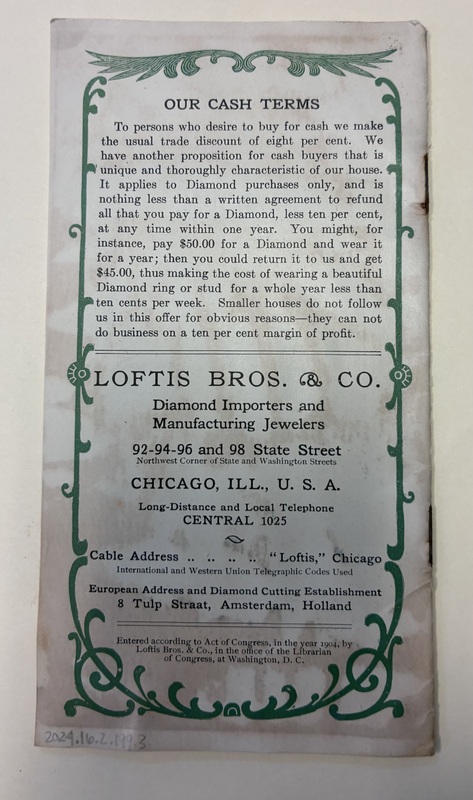 OUR CASH TERMS
To persons who desire to buy for cash we make
the usual trade discount of eight per cent. We
have another proposition for cash buyers that is
unique and thoroughly characteristic of our house.
It applies to Diamond purchases only, and is
nothing less than a written agreement to refund
all that you pay for a Diamond, less ten per cent,
at any time within one year. You might, for
instance, pay $50.00 for a Diamond and wear it
for a year; then you could return it to us and get
$45.00, thus making the cost of wearing a beautiful
Diamond ring or stud for a whole year less than
ten cents per week. Smaller houses do not follow
us in this offer for obvious reasons—they can not
do business on a ten per cent margin of profit.
LOFTIS BROS. & CO.
Diamond Importers and
Manufacturing Jewelers
92-94-96 and 98 State Street
Northwest Corner of State and Washington Streets
CHICAGO, ILL., U. S. A.
Long-Distance and Local Telephone
CENTRAL 1025
Cable Address .. .. .. .. "Loftis," Chicago
International and Western Union Telegraphic Codes Used
European Address and Diamond Cutting Establishment
8 Tulp Straat, Amsterdam, Holland
Entered according to Act of Congress, in the year 1904, by
Loftis Bros. & Co., in the office of the Librarian
of Congress, at Washington, D. C.
2024.16.2.199.3